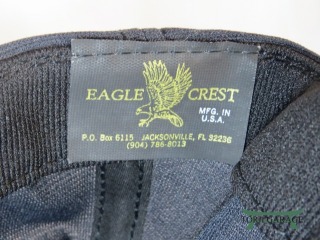 EAGLE CREST
MFG. IN
U.S.A.
P.O. Box 6115 JACKSONVILLE, FL 32236
(904) 786-8013